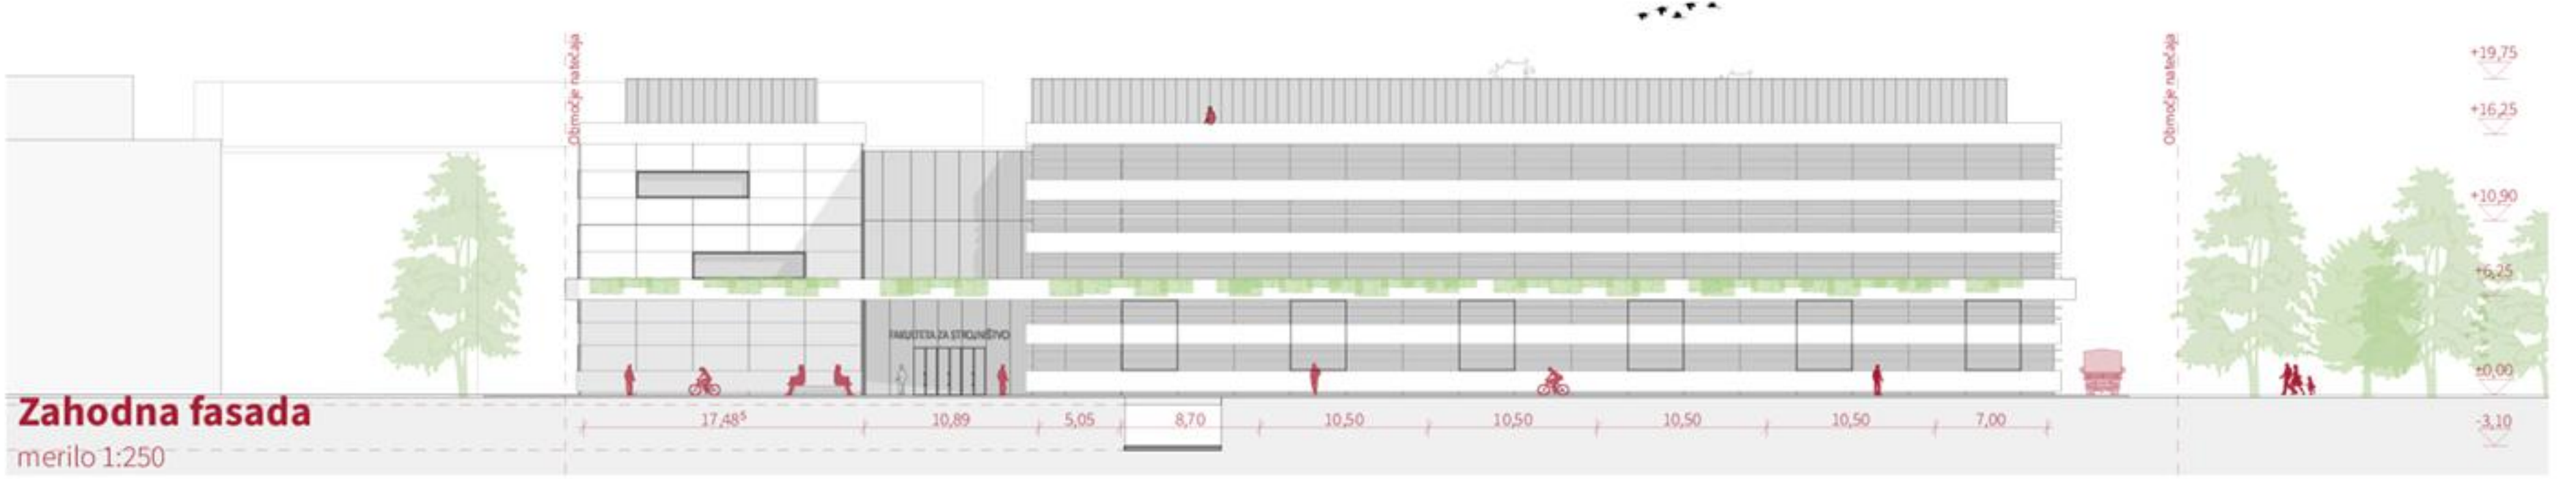 Območje natečaja
Območje natečaja
+19,75
+16,25
+10,90
+6,25
FAKULTETA ZA STROJNIŠTVO
±0,00
Zahodna fasada
17,48⁵ 10,89 5,05 8,70 10,50 10,50 10,50 10,50 7,00
-3,10
merilo 1:250